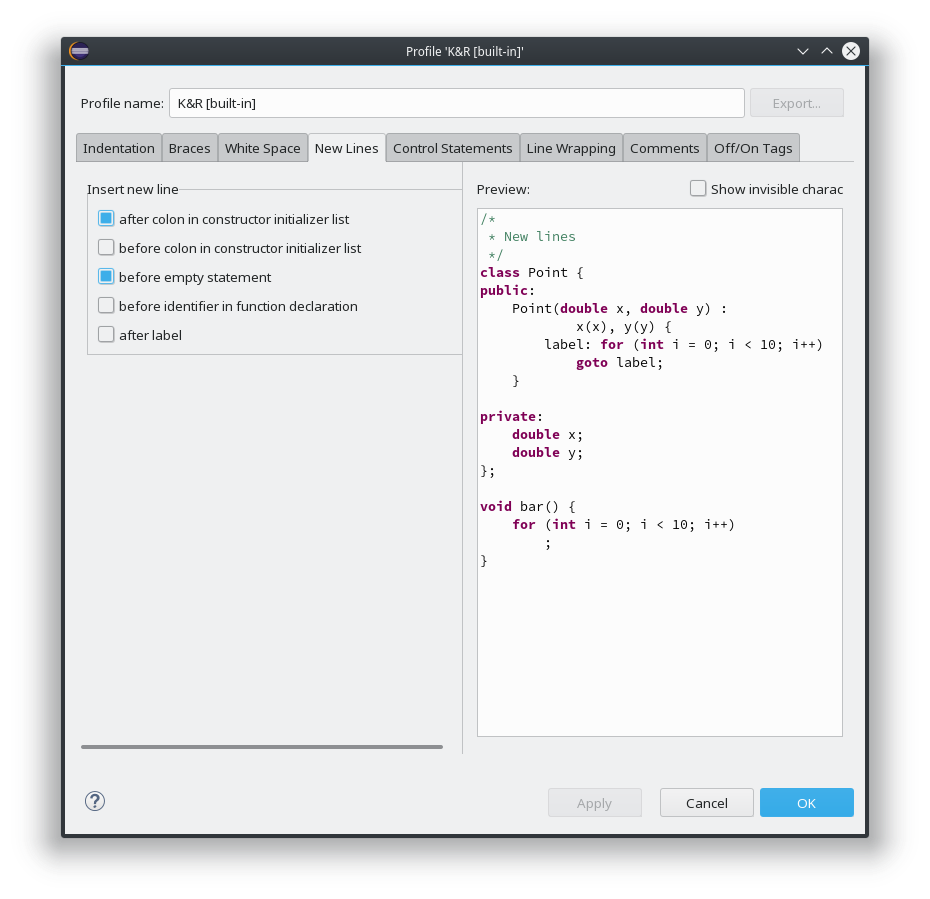 Profile 'K&R [built-in]'
Profile name: K&R [built-in] Export...
Indentation Braces White Space New Lines Control Statements Line Wrapping Comments Off/On Tags
Insert new line
after colon in constructor initializer list
before colon in constructor initializer list
before empty statement
before identifier in function declaration
after label
Preview: Show invisible charac
/*
 * New lines
 */
class Point {
public:
    Point(double x, double y) :
            x(x), y(y) {
        label: for (int i = 0; i < 10; i++)
            goto label;
    }

private:
    double x;
    double y;
};

void bar() {
    for (int i = 0; i < 10; i++)
        ;
}
? Apply Cancel OK